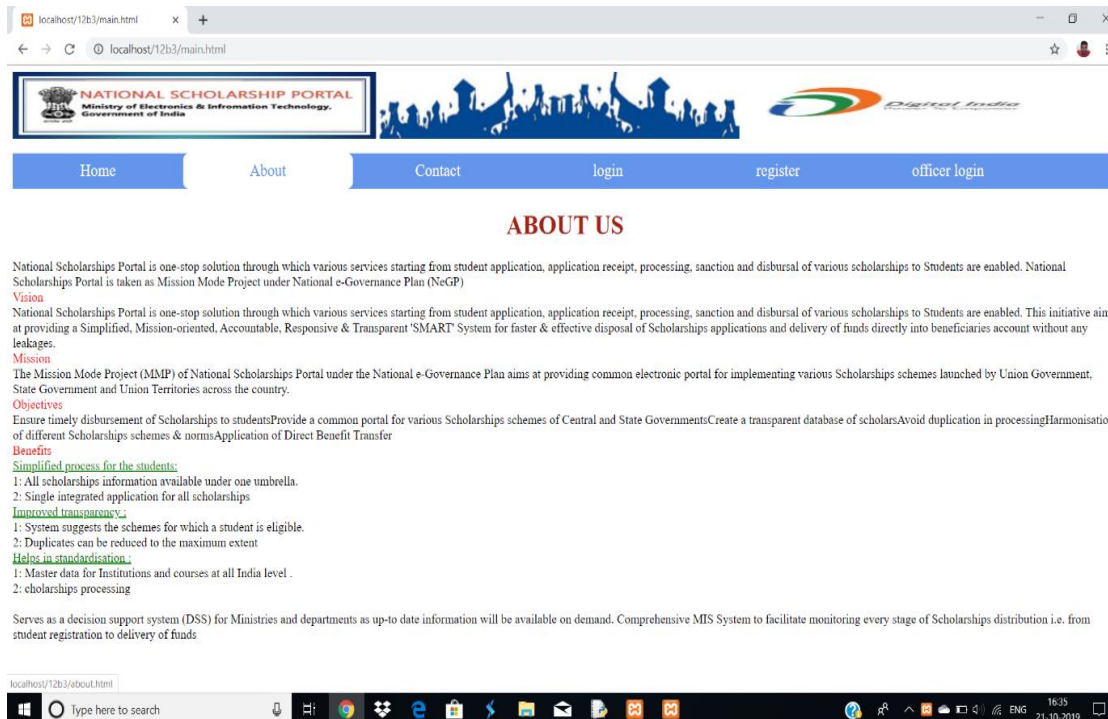 localhost/12b3/main.html
localhost/12b3/main.html
NATIONAL SCHOLARSHIP PORTAL
Ministry of Electronics & Infromation Technology.
Government of India
Digital India
Power To Empower
Home About Contact login register officer login
ABOUT US
National Scholarships Portal is one-stop solution through which various services starting from student application, application receipt, processing, sanction and disbursal of various scholarships to Students are enabled. National
Scholarships Portal is taken as Mission Mode Project under National e-Governance Plan (NeGP)
Vision
National Scholarships Portal is one-stop solution through which various services starting from student application, application receipt, processing, sanction and disbursal of various scholarships to Students are enabled. This initiative aim
at providing a Simplified, Mission-oriented, Accountable, Responsive & Transparent 'SMART' System for faster & effective disposal of Scholarships applications and delivery of funds directly into beneficiaries account without any
leakages.
Mission
The Mission Mode Project (MMP) of National Scholarships Portal under the National e-Governance Plan aims at providing common electronic portal for implementing various Scholarships schemes launched by Union Government,
State Government and Union Territories across the country.
Objectives
Ensure timely disbursement of Scholarships to studentsProvide a common portal for various Scholarships schemes of Central and State GovernmentsCreate a transparent database of scholarsAvoid duplication in processingHarmonisatio
of different Scholarships schemes & normsApplication of Direct Benefit Transfer
Benefits
Simplified process for the students:
1: All scholarships information available under one umbrella.
2: Single integrated application for all scholarships
Improved transparency :
1: System suggests the schemes for which a student is eligible.
2: Duplicates can be reduced to the maximum extent
Helps in standardisation :
1: Master data for Institutions and courses at all India level .
2: cholarships processing
Serves as a decision support system (DSS) for Ministries and departments as up-to date information will be available on demand. Comprehensive MIS System to facilitate monitoring every stage of Scholarships distribution i.e. from
student registration to delivery of funds
localhost/12b3/about.html
Type here to search
ENG
16:35
21-10-2019